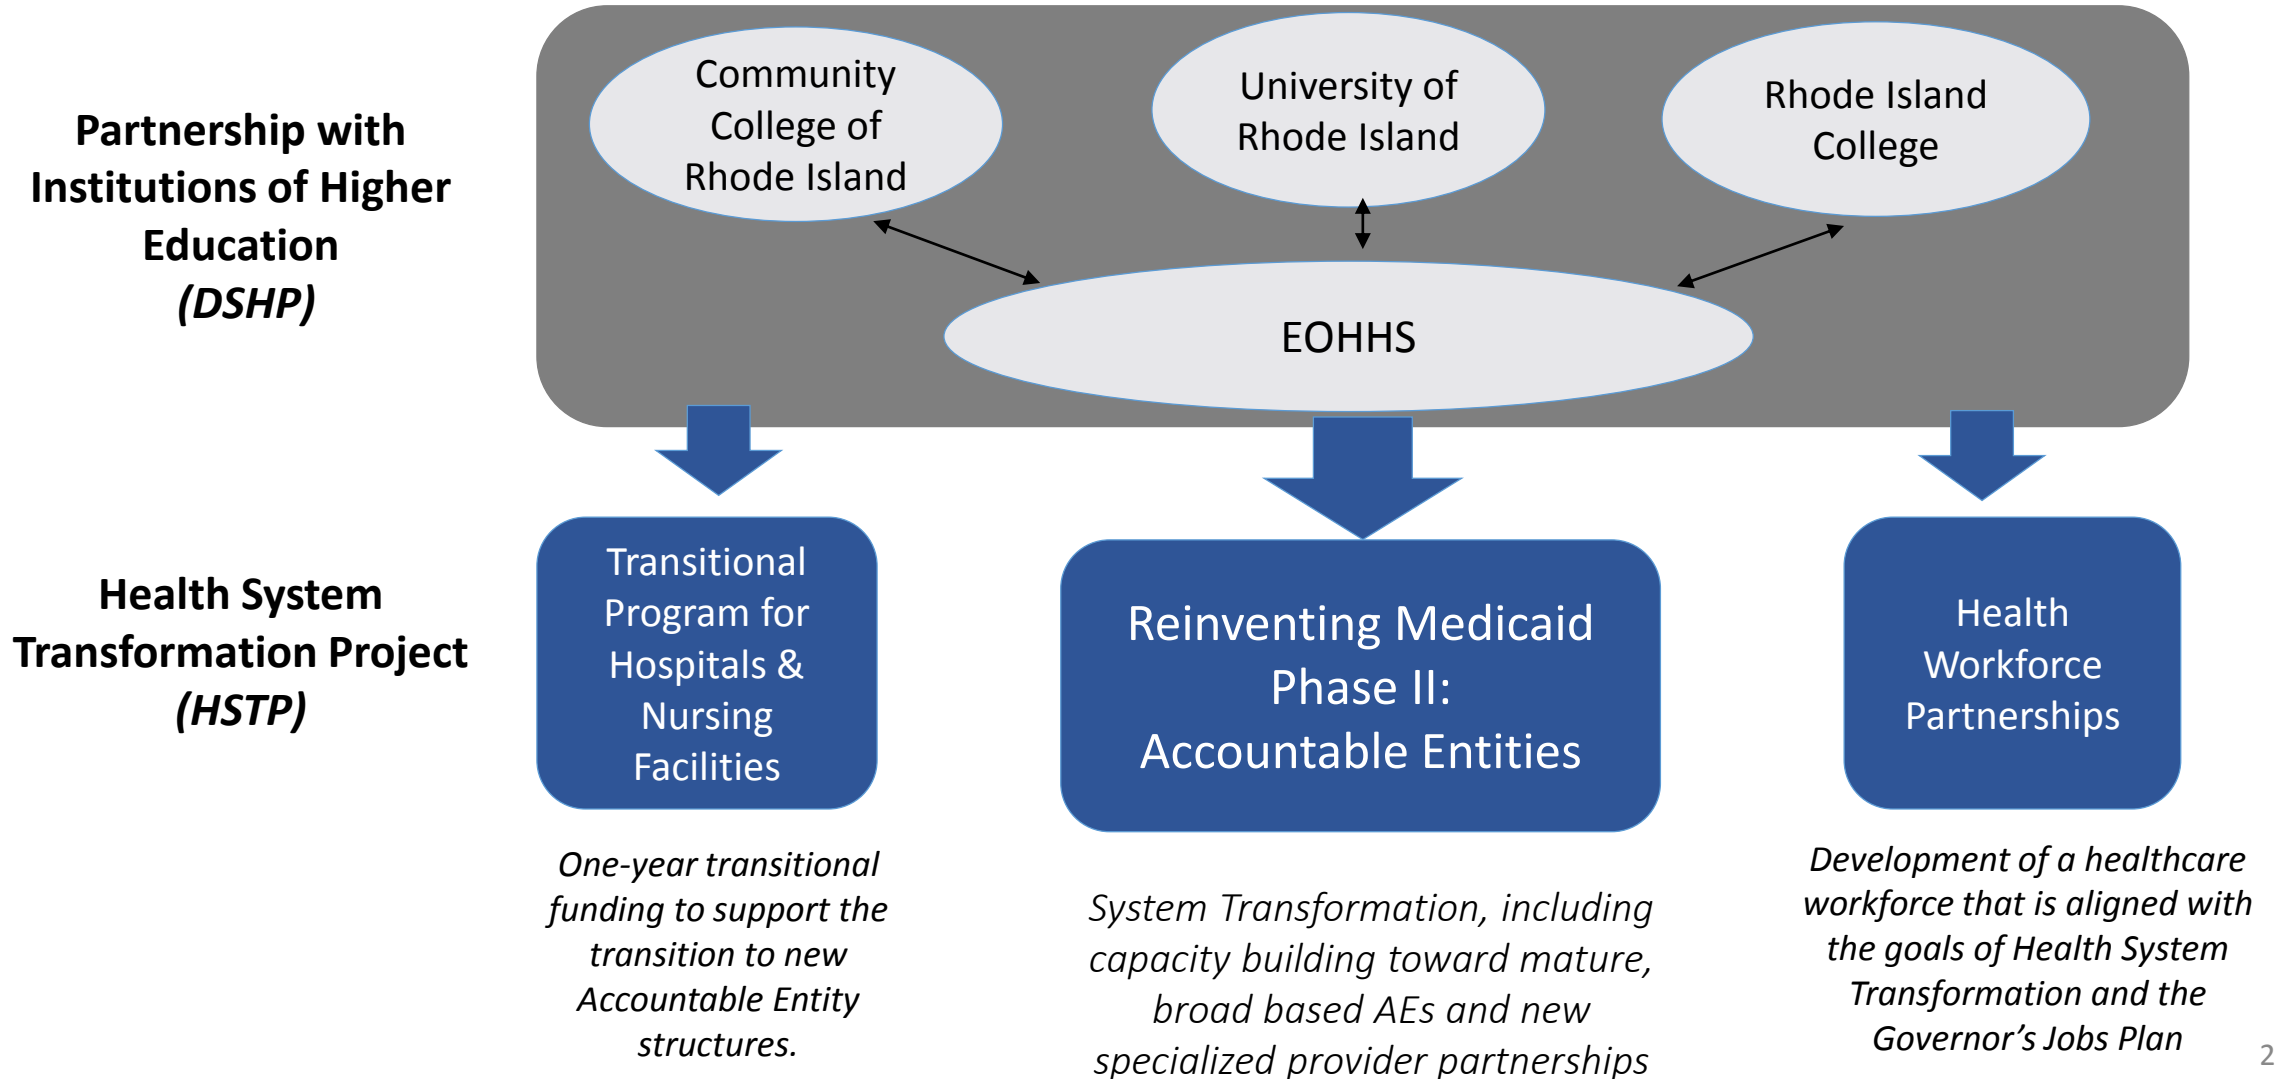 Partnership with
Institutions of Higher
Education
(DSHP)
Community
College of
Rhode Island
University of
Rhode Island
Rhode Island
College
EOHHS
Health System
Transformation Project
(HSTP)
Transitional
Program for
Hospitals &
Nursing
Facilities
Reinventing Medicaid
Phase II:
Accountable Entities
Health
Workforce
Partnerships
One-year transitional
funding to support the
transition to new
Accountable Entity
structures.
System Transformation, including
capacity building toward mature,
broad based AEs and new
specialized provider partnerships
Development of a healthcare
workforce that is aligned with
the goals of Health System
Transformation and the
Governor’s Jobs Plan
2